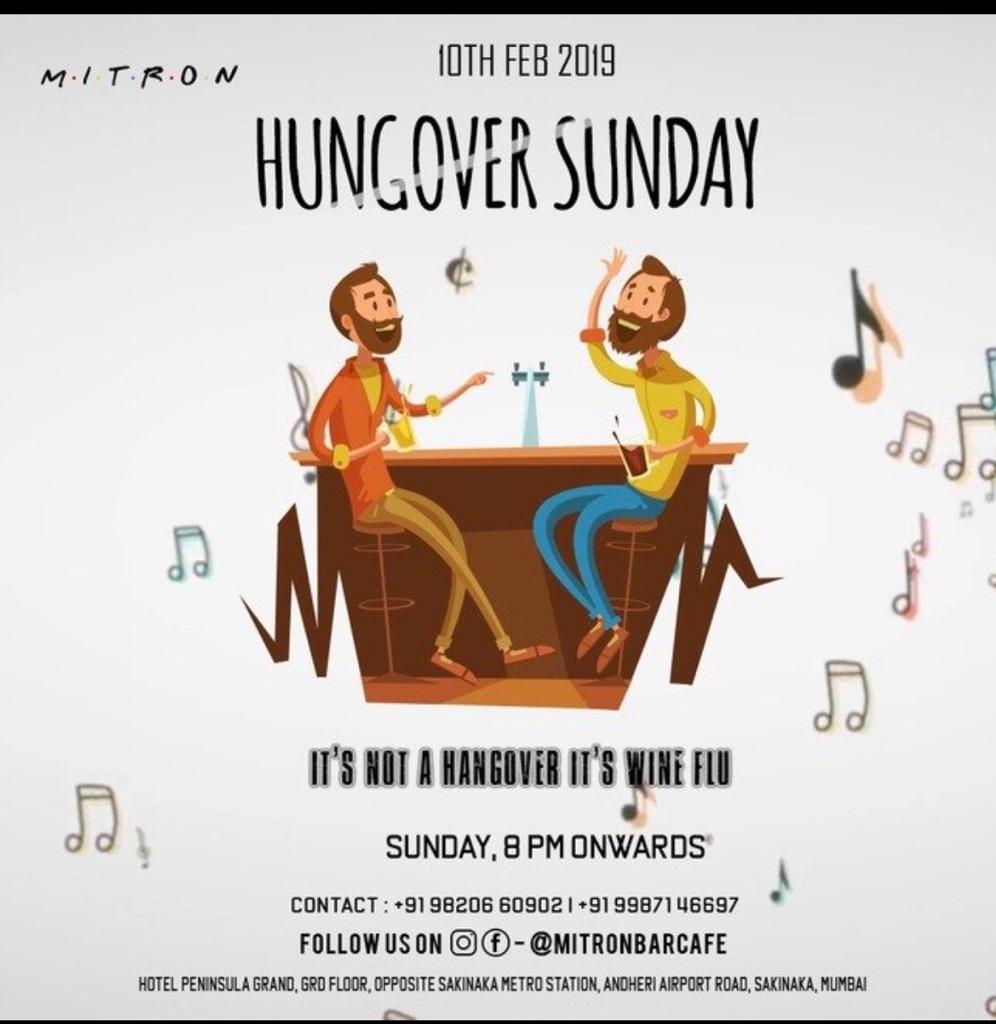 M·I·T·R·O·N
10TH FEB 2019
HUNGOVER SUNDAY
IT'S NOT A HANGOVER IT'S WINE FLU
SUNDAY, 8 PM ONWARDS
CONTACT : +91 98206 60902 | +91 99871 46697
FOLLOW US ON - @MITRONBARCAFE
HOTEL PENINSULA GRAND, GRD FLOOR, OPPOSITE SAKINAKA METRO STATION, ANDHERI AIRPORT ROAD, SAKINAKA, MUMBAI